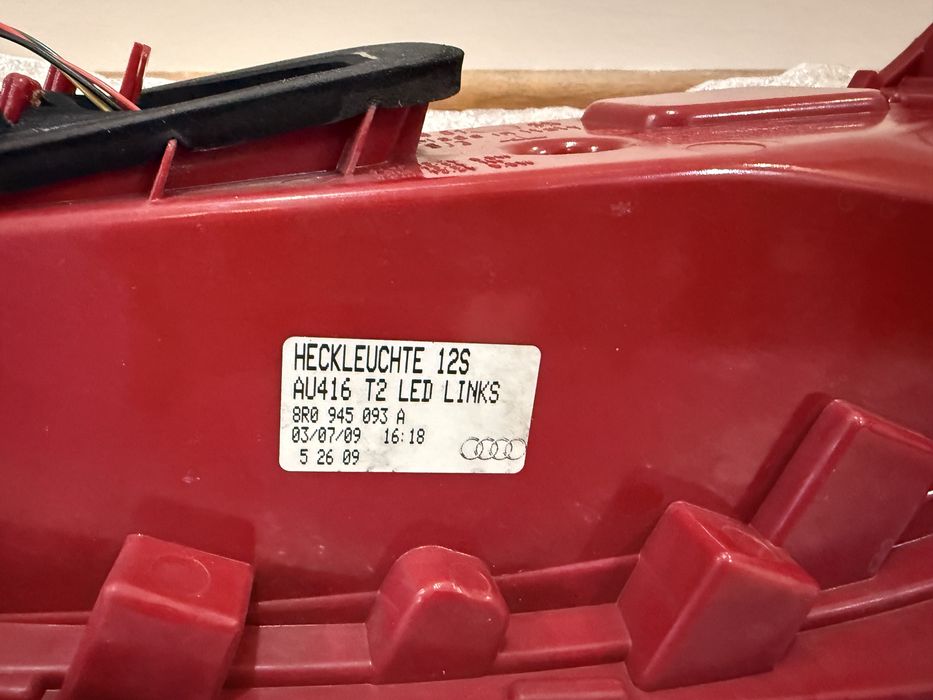 HECKLEUCHTE 12S
AU416 T2 LED LINKS
8R0 945 093 A
03/07/09 16:18
5 26 09